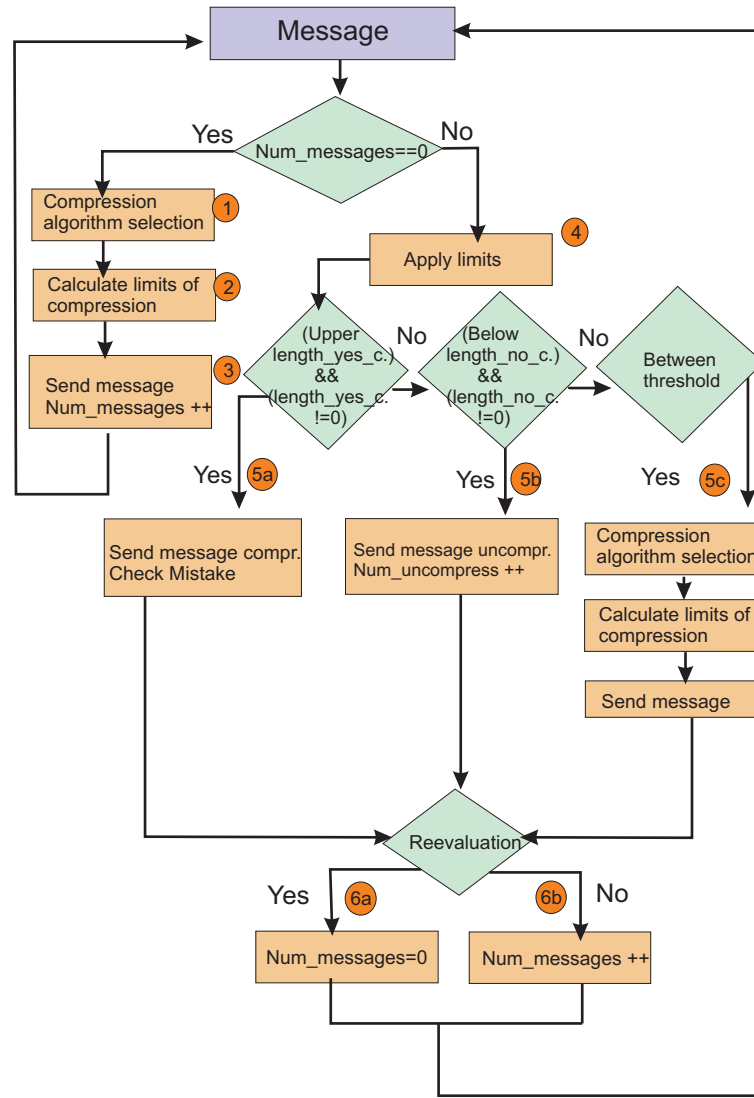 Message
Yes
No
Num_messages==0
Compression
algorithm selection
1
4
Apply limits
Calculate limits of
compression
2
Send message
Num_messages ++
3
(Upper
length_yes_c.)
&&
(length_yes_c.
!=0)
No
(Below
length_no_c.)
&&
(length_no_c.
!=0)
No
Between
threshold
Yes
5a
Yes
5b
Yes
5c
Send message compr.
Check Mistake
Send message uncompr.
Num_uncompress ++
Compression
algorithm selection
Calculate limits of
compression
Send message
Reevaluation
Yes
6a
6b
No
Num_messages=0
Num_messages ++